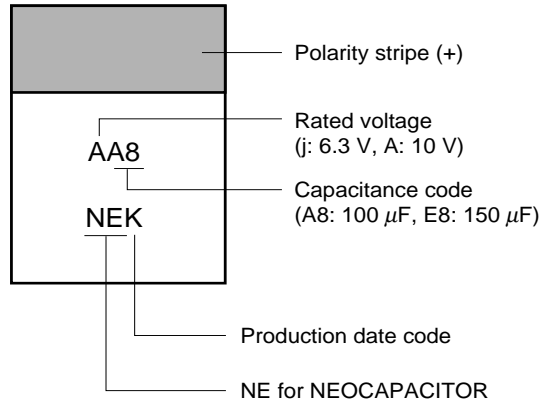 Polarity stripe (+)
Rated voltage
(j: 6.3 V, A: 10 V)
AA8
Capacitance code
(A8: 100 μF, E8: 150 μF)
NEK
Production date code
NE for NEOCAPACITOR